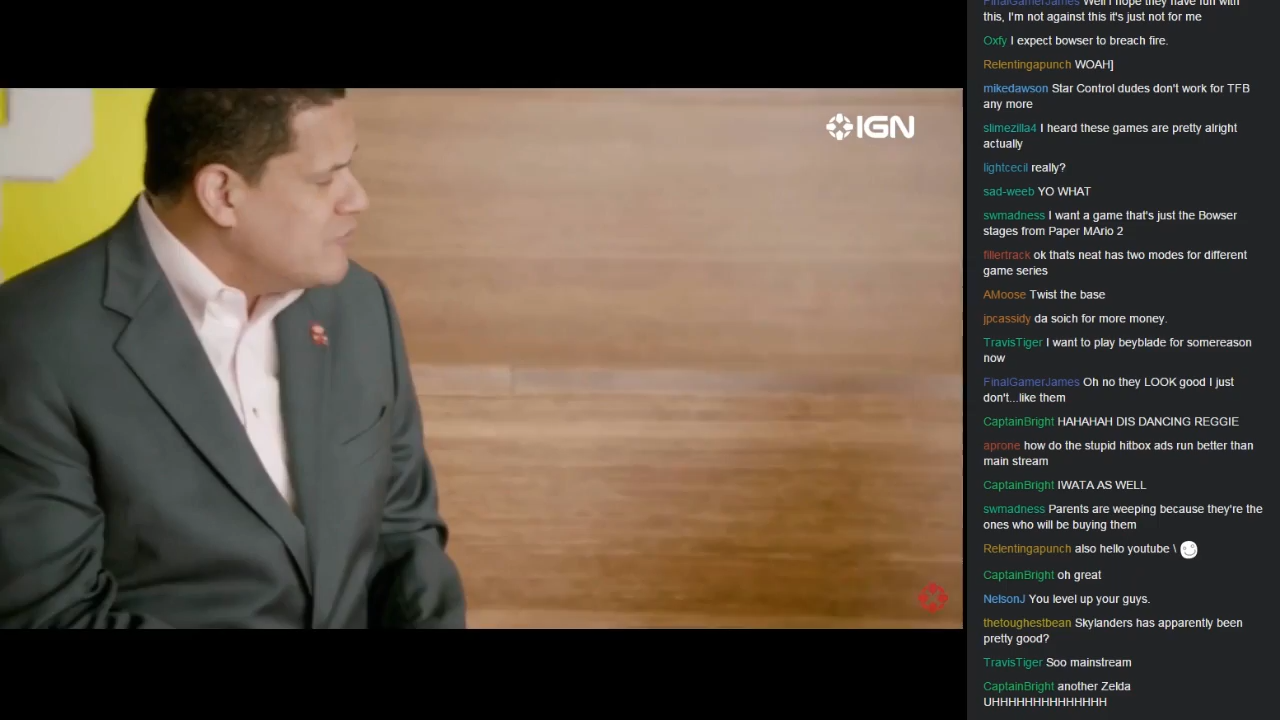 IGN
FinalGamerJames Well I hope they have fun with
this, I'm not against this it's just not for me
Oxfy I expect bowser to breach fire.
Relentingapunch WOAH]
mikedawson Star Control dudes don't work for TFB
any more
slimezilla4 I heard these games are pretty alright
actually
lightcecil really?
sad-weeb YO WHAT
swmadness I want a game that's just the Bowser
stages from Paper MArio 2
fillertrack ok thats neat has two modes for different
game series
AMoose Twist the base
jpcassidy da soich for more money.
TravisTiger I want to play beyblade for somereason
now
FinalGamerJames Oh no they LOOK good I just
don't...like them
CaptainBright HAHAHAH DIS DANCING REGGIE
aprone how do the stupid hitbox ads run better than
main stream
CaptainBright IWATA AS WELL
swmadness Parents are weeping because they're the
ones who will be buying them
Relentingapunch also hello youtube \
CaptainBright oh great
NelsonJ You level up your guys.
thetoughestbean Skylanders has apparently been
pretty good?
TravisTiger Soo mainstream
CaptainBright another Zelda
UHHHHHHHHHHHHHH